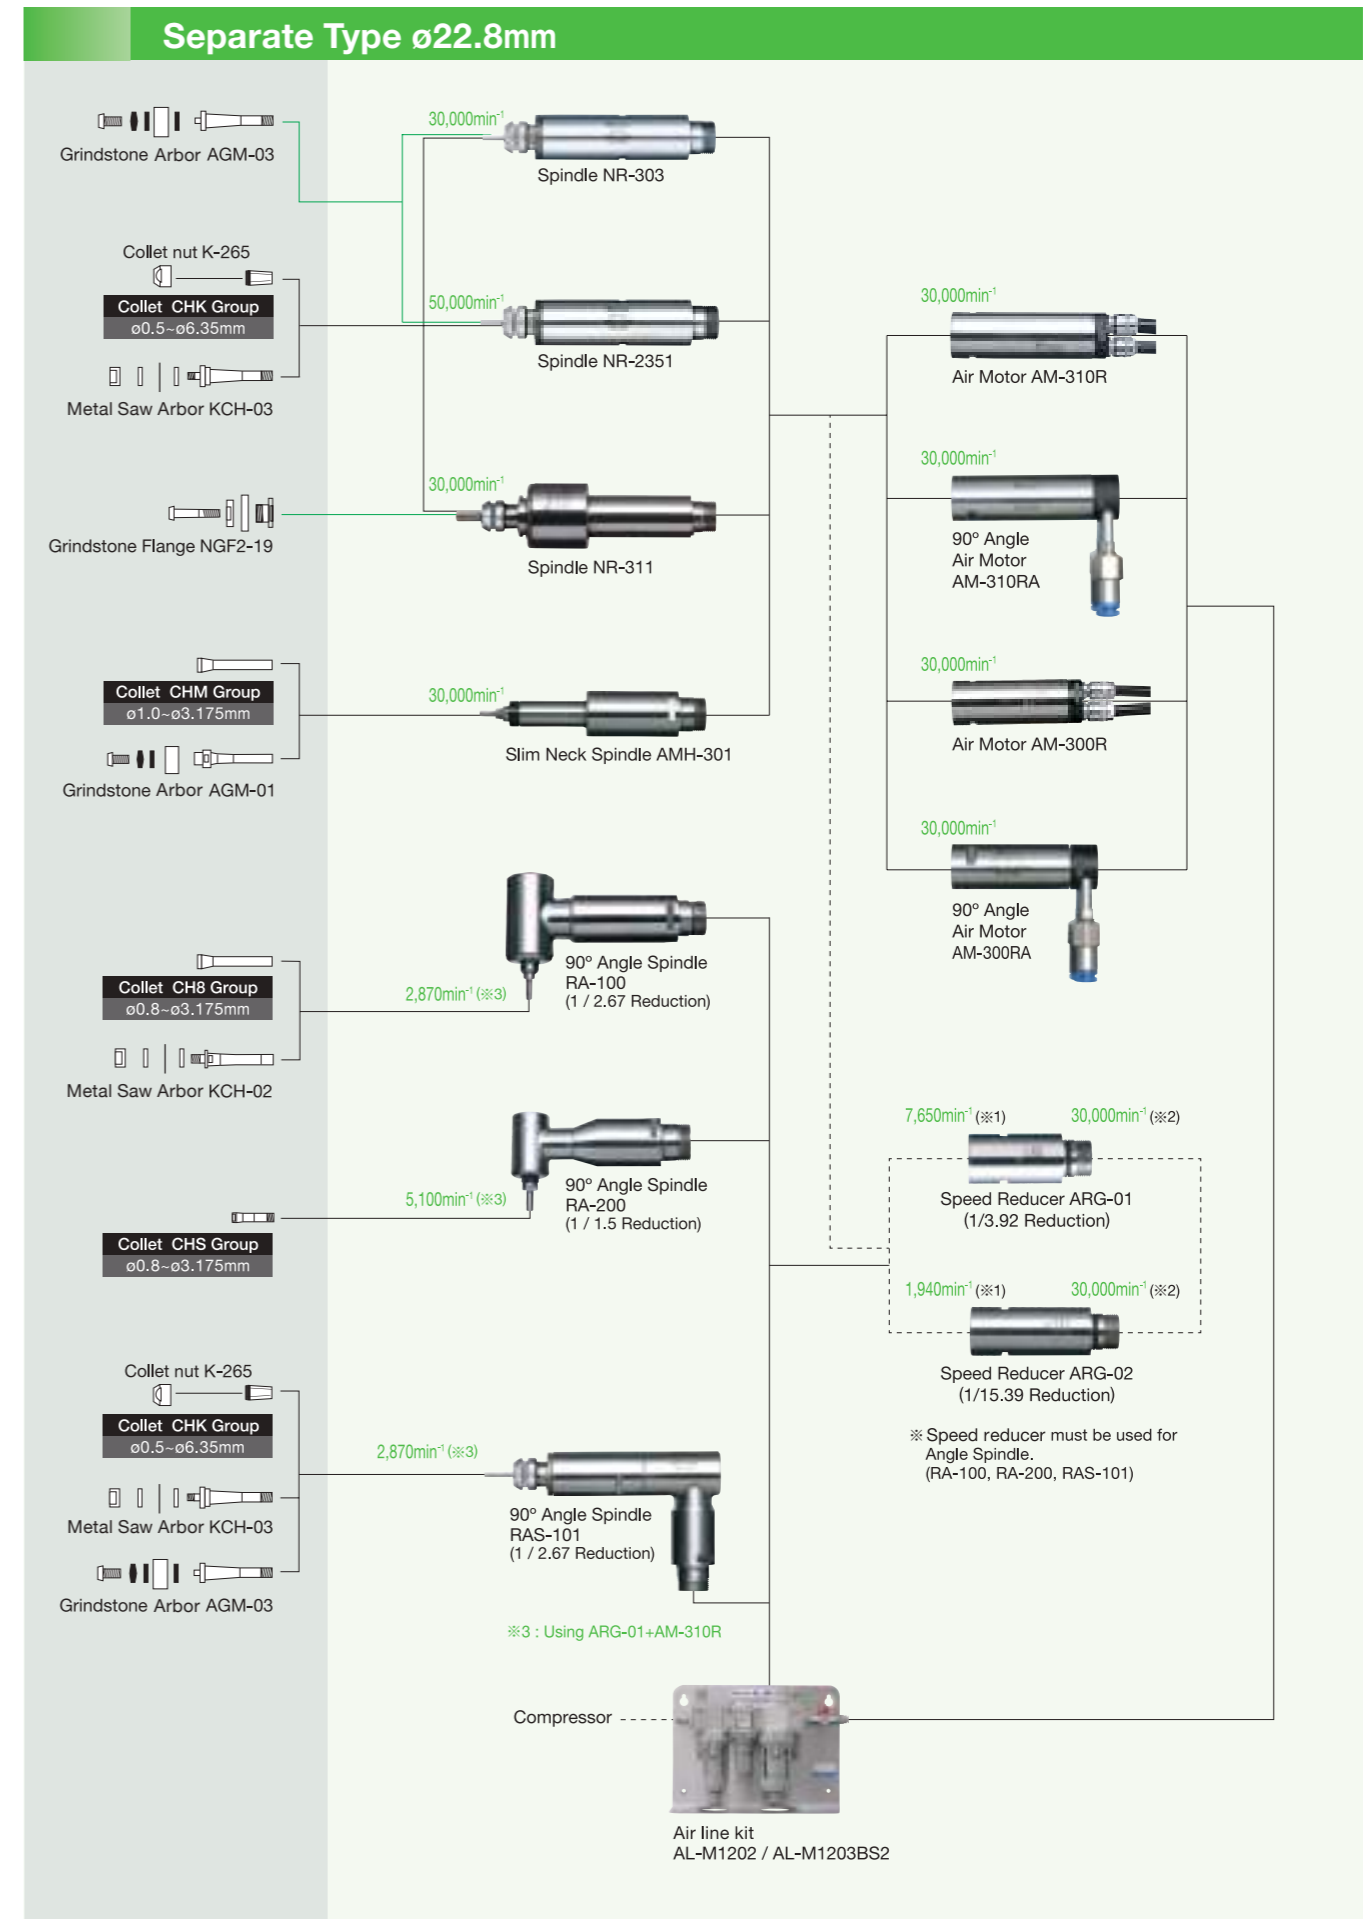 Separate Type ø22.8mm
Grindstone Arbor AGM-03
30,000min⁻¹
Spindle NR-303
Collet nut K-265
Collet CHK Group
ø0.5~ø6.35mm
Metal Saw Arbor KCH-03
50,000min⁻¹
Spindle NR-2351
Grindstone Flange NGF2-19
30,000min⁻¹
Spindle NR-311
Collet CHM Group
ø1.0~ø3.175mm
Grindstone Arbor AGM-01
30,000min⁻¹
Slim Neck Spindle AMH-301
30,000min⁻¹
Air Motor AM-310R
30,000min⁻¹
90º Angle
Air Motor
AM-310RA
30,000min⁻¹
Air Motor AM-300R
30,000min⁻¹
90º Angle
Air Motor
AM-300RA
Collet CH8 Group
ø0.8~ø3.175mm
Metal Saw Arbor KCH-02
2,870min⁻¹ (※3)
90º Angle Spindle
RA-100
(1 / 2.67 Reduction)
Collet CHS Group
ø0.8~ø3.175mm
5,100min⁻¹ (※3)
90º Angle Spindle
RA-200
(1 / 1.5 Reduction)
7,650min⁻¹ (※1) 30,000min⁻¹ (※2)
Speed Reducer ARG-01
(1/3.92 Reduction)
1,940min⁻¹ (※1) 30,000min⁻¹ (※2)
Speed Reducer ARG-02
(1/15.39 Reduction)
※ Speed reducer must be used for
Angle Spindle.
(RA-100, RA-200, RAS-101)
Collet nut K-265
Collet CHK Group
ø0.5~ø6.35mm
Metal Saw Arbor KCH-03
Grindstone Arbor AGM-03
2,870min⁻¹ (※3)
90º Angle Spindle
RAS-101
(1 / 2.67 Reduction)
※3 : Using ARG-01+AM-310R
Compressor
Air line kit
AL-M1202 / AL-M1203BS2